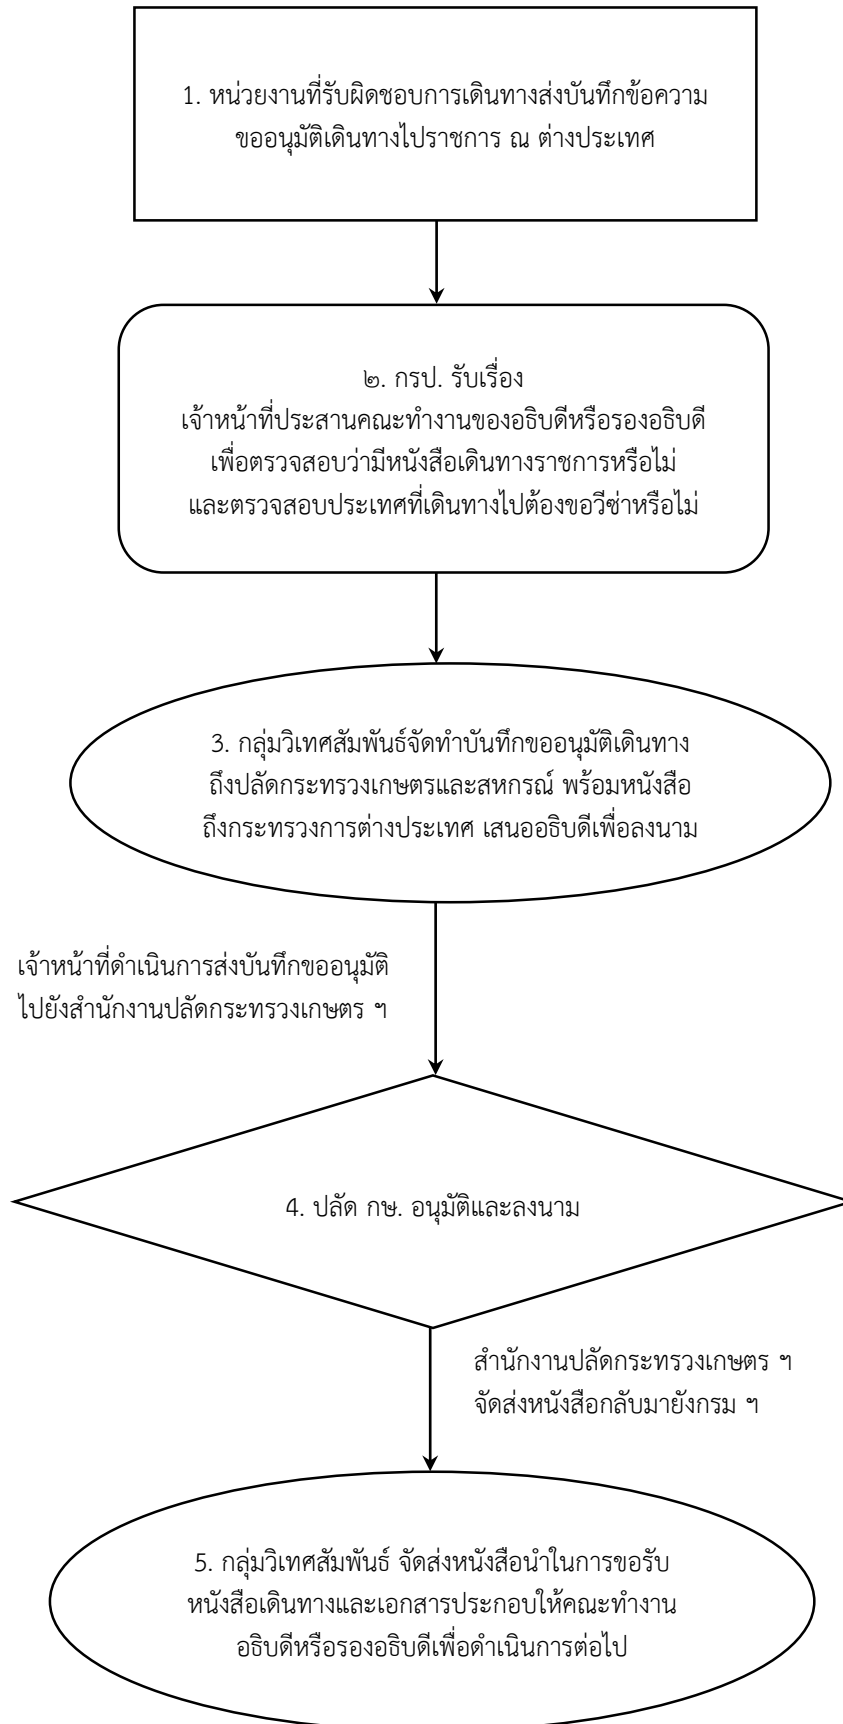 1. หน่วยงานที่รับผิดชอบการเดินทางส่งบันทึกข้อความ
ขออนุมัติเดินทางไปราชการ ณ ต่างประเทศ
๒. กรป. รับเรื่อง
เจ้าหน้าที่ประสานคณะทำงานของอธิบดีหรือรองอธิบดี
เพื่อตรวจสอบว่ามีหนังสือเดินทางราชการหรือไม่
และตรวจสอบประเทศที่เดินทางไปต้องขอวีซ่าหรือไม่
3. กลุ่มวิเทศสัมพันธ์จัดทำบันทึกขออนุมัติเดินทาง
ถึงปลัดกระทรวงเกษตรและสหกรณ์ พร้อมหนังสือ
ถึงกระทรวงการต่างประเทศ เสนออธิบดีเพื่อลงนาม
เจ้าหน้าที่ดำเนินการส่งบันทึกขออนุมัติ
ไปยังสำนักงานปลัดกระทรวงเกษตร ฯ
4. ปลัด กษ. อนุมัติและลงนาม
สำนักงานปลัดกระทรวงเกษตร ฯ
จัดส่งหนังสือกลับมายังกรม ฯ
5. กลุ่มวิเทศสัมพันธ์ จัดส่งหนังสือนำในการขอรับ
หนังสือเดินทางและเอกสารประกอบให้คณะทำงาน
อธิบดีหรือรองอธิบดีเพื่อดำเนินการต่อไป